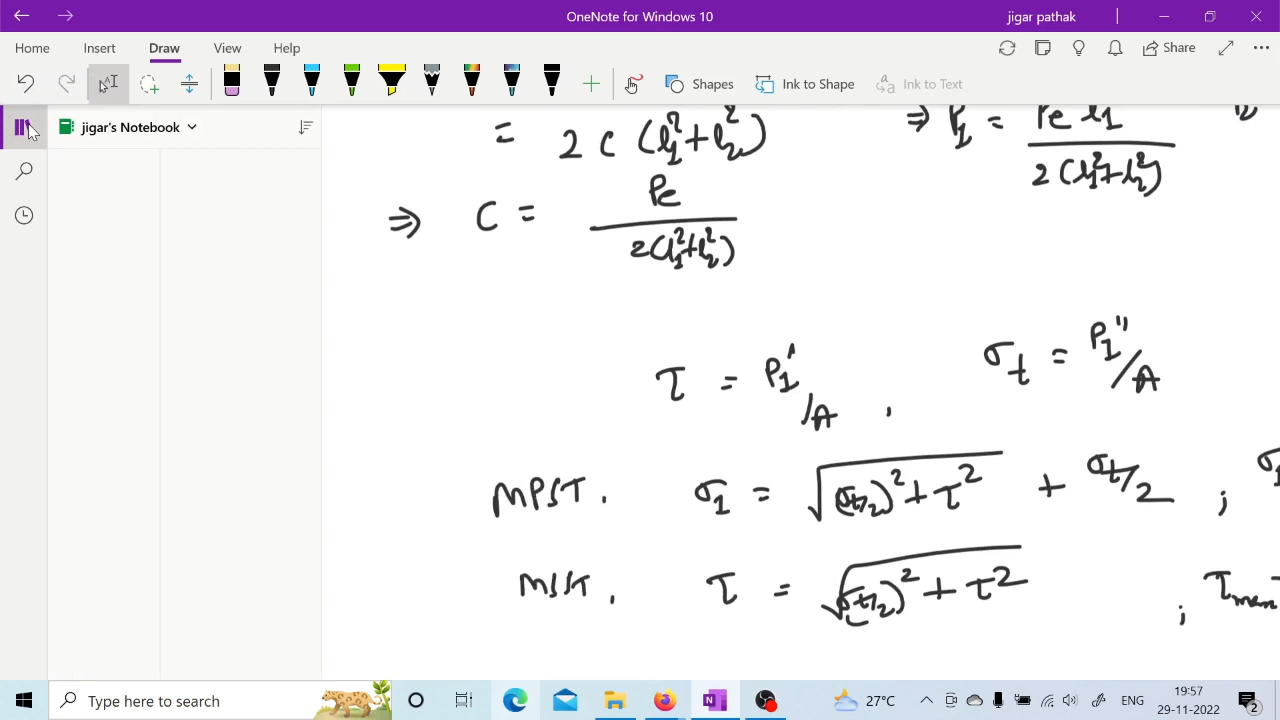 OneNote for Windows 10
jigar pathak
Home Insert Draw View Help
Share
Shapes Ink to Shape Ink to Text
jigar's Notebook
= 2 C (l₁²+l₂²)
⇒ P₁ = Pe l₁ / 2(l₁²+l₂²)
⇒ C = Pe / 2(l₁²+l₂²)
τ = P₁'/A , σt = P₁''/A
MPST. σ₁ = √((σt/2)²+τ²) + σt/2 ;
MSST. τ = √((σt/2)²+τ²) ; τmax
Type here to search
27°C
ENG
19:57
29-11-2022
2